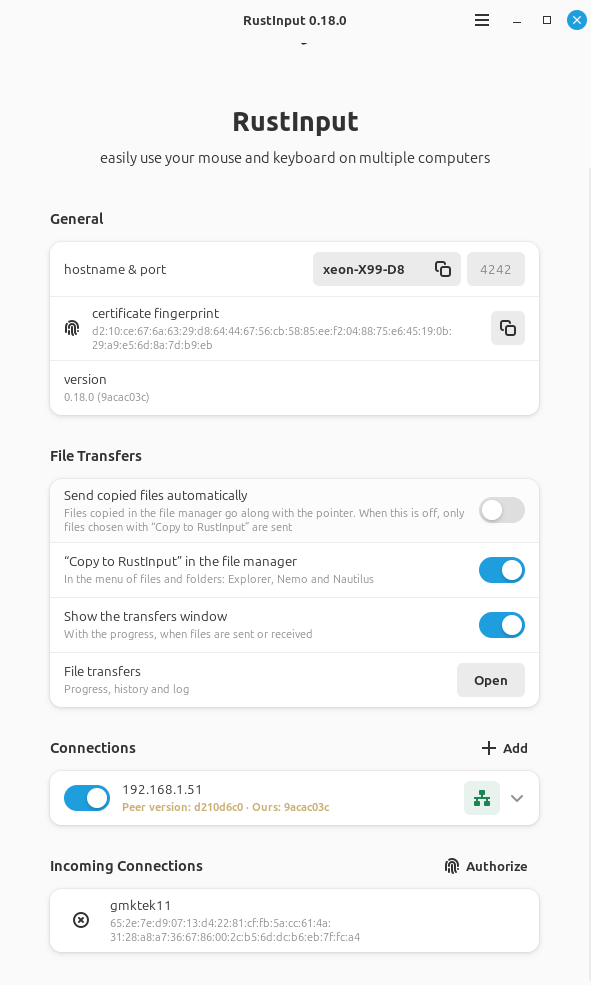 RustInput 0.18.0
RustInput
easily use your mouse and keyboard on multiple computers
General
hostname & port
xeon-X99-D8
4242
certificate fingerprint
d2:10:ce:67:6a:63:29:d8:64:44:67:56:cb:58:85:ee:f2:04:88:75:e6:45:19:0b:
29:a9:e5:6d:8a:7d:b9:eb
version
0.18.0 (9acac03c)
File Transfers
Send copied files automatically
Files copied in the file manager go along with the pointer. When this is off, only
files chosen with “Copy to RustInput” are sent
“Copy to RustInput” in the file manager
In the menu of files and folders: Explorer, Nemo and Nautilus
Show the transfers window
With the progress, when files are sent or received
File transfers
Progress, history and log
Open
Connections
Add
192.168.1.51
Peer version: d210d6c0 · Ours: 9acac03c
Incoming Connections
Authorize
gmktek11
65:2e:7e:d9:07:13:d4:22:81:cf:fb:5a:cc:61:4a:
31:28:a8:a7:36:67:86:00:2c:b5:6d:dc:b6:eb:7f:fc:a4